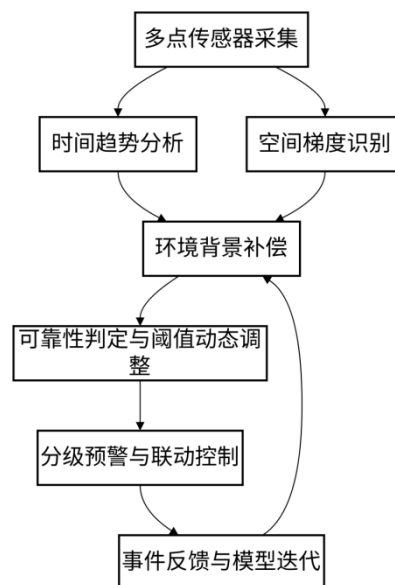 多点传感器采集
时间趋势分析
空间梯度识别
环境背景补偿
可靠性判定与阈值动态调
整
分级预警与联动控制
事件反馈与模型迭代